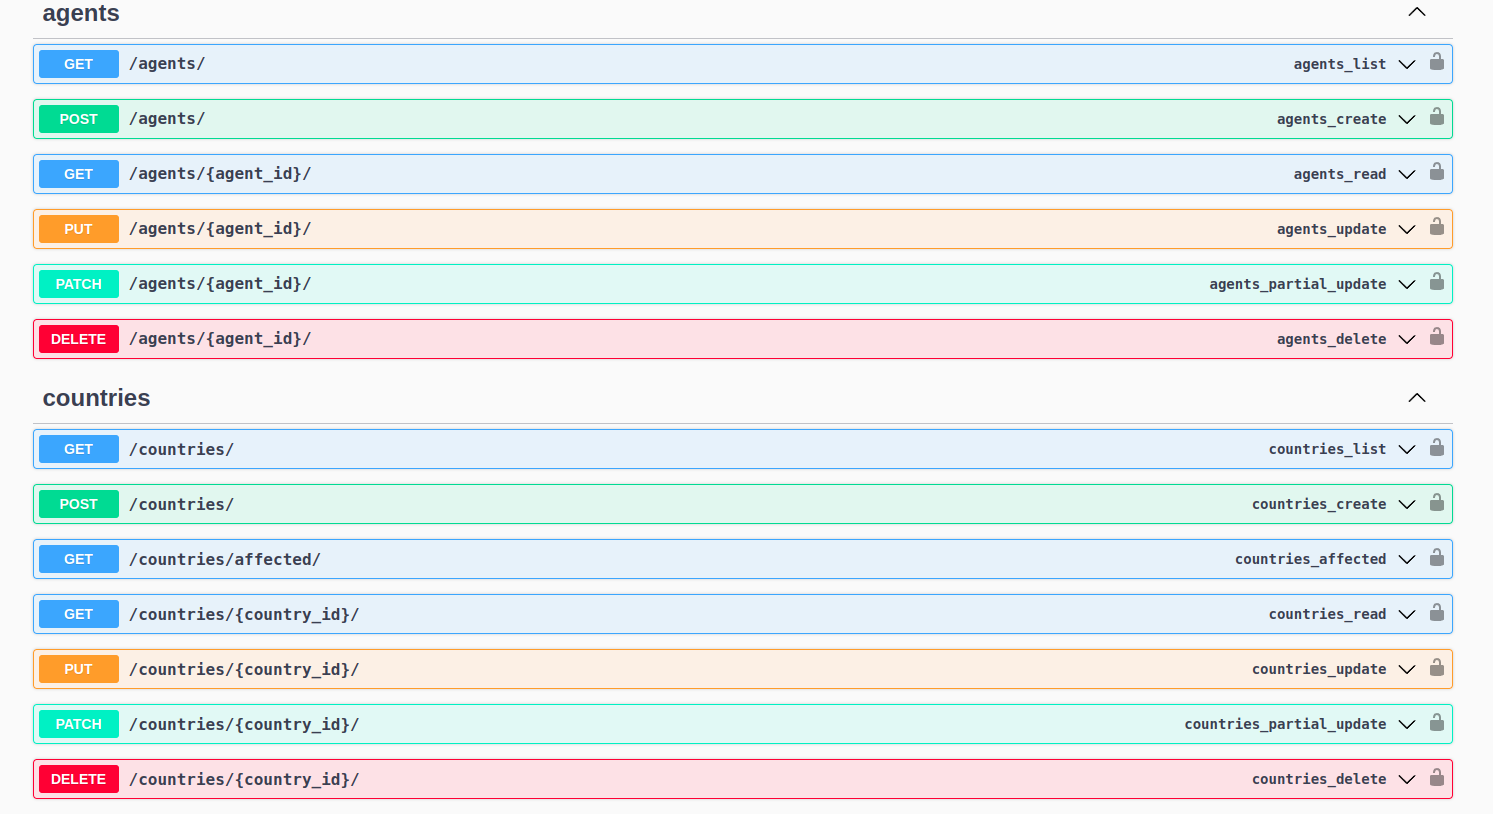 agents
GET /agents/ agents_list
POST /agents/ agents_create
GET /agents/{agent_id}/ agents_read
PUT /agents/{agent_id}/ agents_update
PATCH /agents/{agent_id}/ agents_partial_update
DELETE /agents/{agent_id}/ agents_delete
countries
GET /countries/ countries_list
POST /countries/ countries_create
GET /countries/affected/ countries_affected
GET /countries/{country_id}/ countries_read
PUT /countries/{country_id}/ countries_update
PATCH /countries/{country_id}/ countries_partial_update
DELETE /countries/{country_id}/ countries_delete